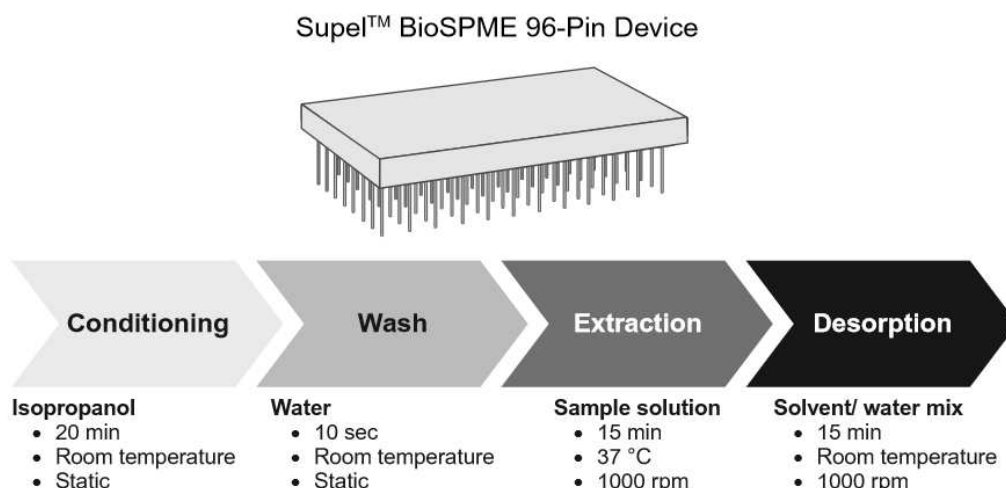 Supel™ BioSPME 96-Pin Device
Conditioning
Wash
Extraction
Desorption
Isopropanol
• 20 min
• Room temperature
• Static
Water
• 10 sec
• Room temperature
• Static
Sample solution
• 15 min
• 37 °C
• 1000 rpm
Solvent/ water mix
• 15 min
• Room temperature
• 1000 rpm